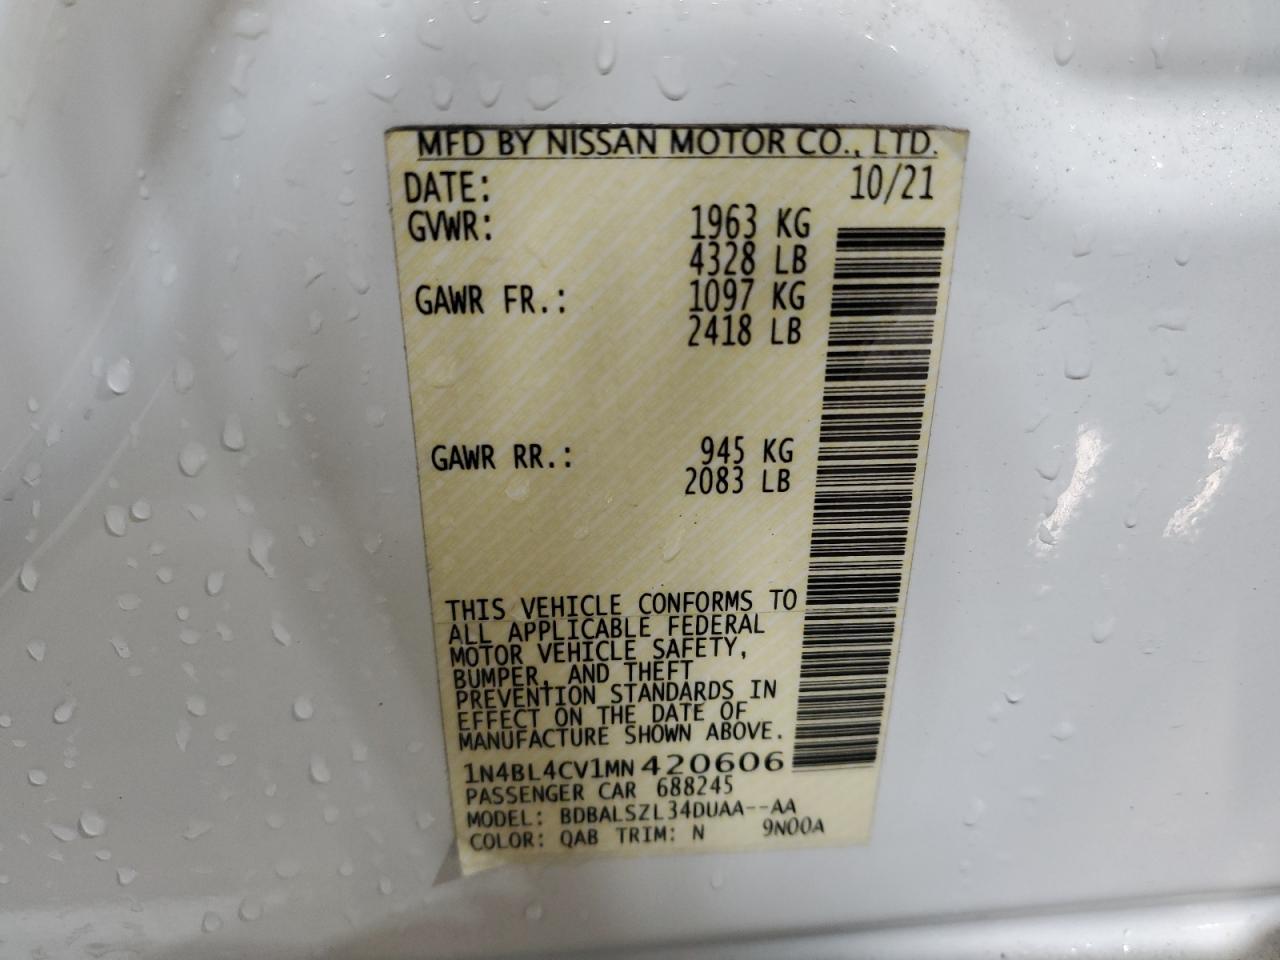 MFD BY NISSAN MOTOR CO., LTD.
DATE: 10/21
GVWR: 1963 KG
4328 LB
GAWR FR.: 1097 KG
2418 LB
GAWR RR.: 945 KG
2083 LB
THIS VEHICLE CONFORMS TO
ALL APPLICABLE FEDERAL
MOTOR VEHICLE SAFETY,
BUMPER, AND THEFT
PREVENTION STANDARDS IN
EFFECT ON THE DATE OF
MANUFACTURE SHOWN ABOVE.
1N4BL4CV1MN420606
PASSENGER CAR 688245
MODEL: BDBALSZL34DUAA--AA
COLOR: QAB TRIM: N 9N00A